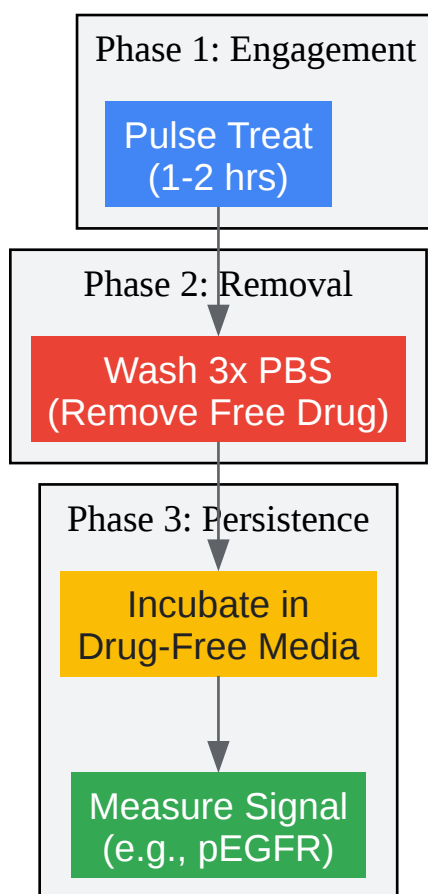 Phase 1: Engagement
Pulse Treat
(1-2 hrs)
Phase 2: Removal
Wash 3x PBS
(Remove Free Drug)
Phase 3: Persistence
Incubate in
Drug-Free Media
Measure Signal
(e.g., pEGFR)